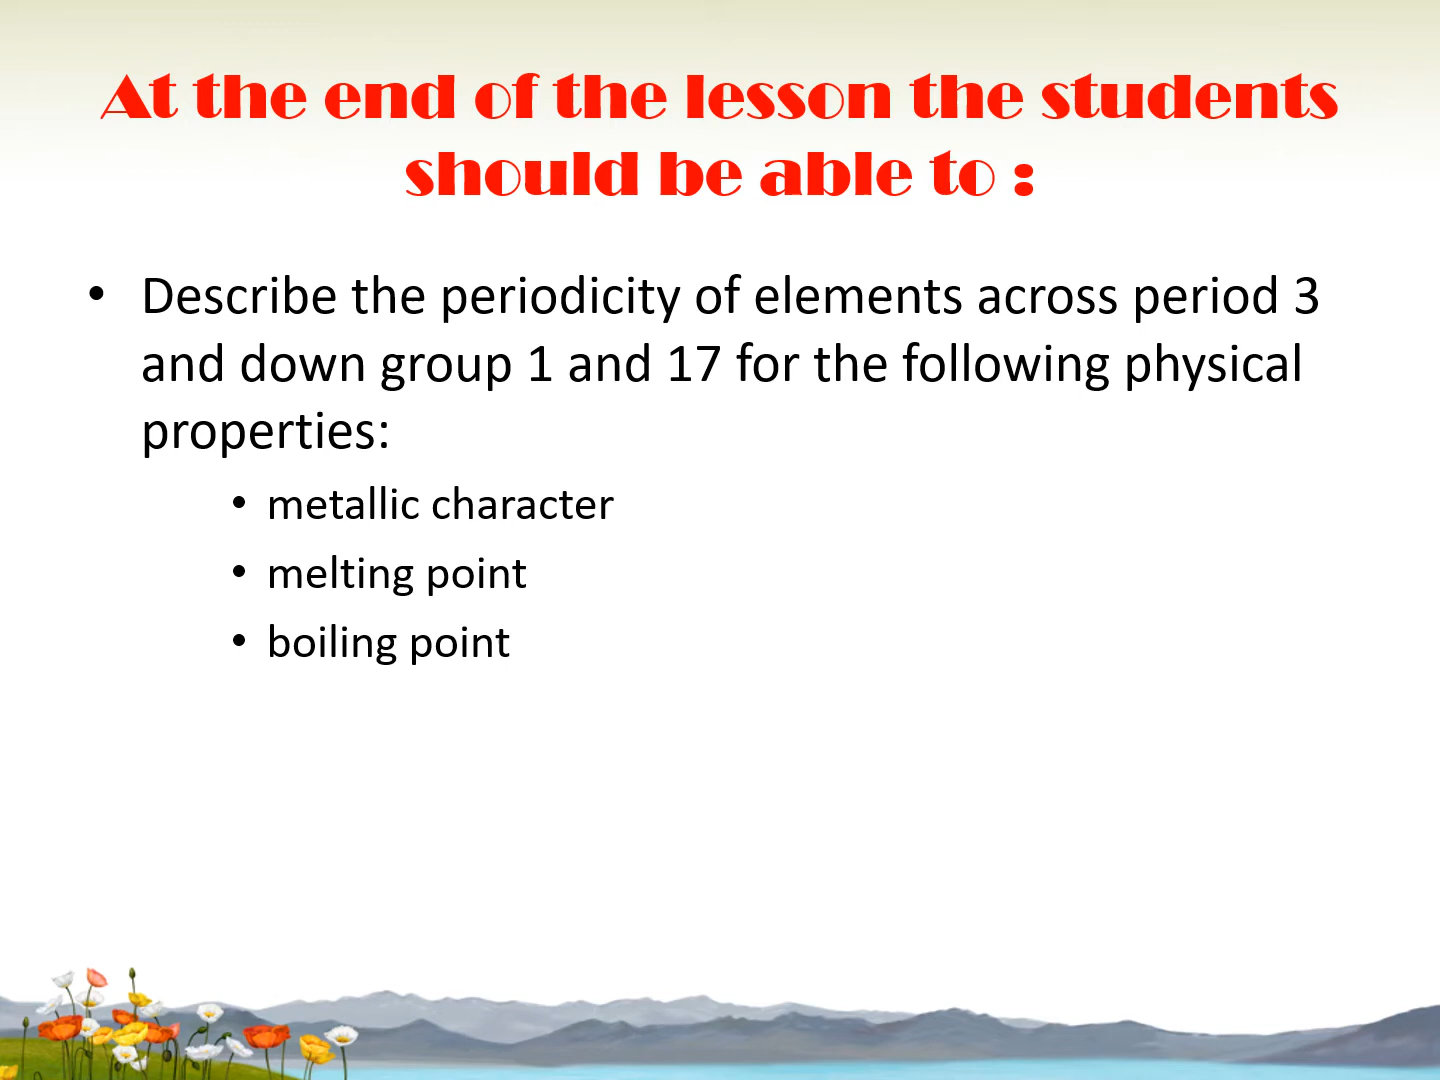 At the end of the lesson the students
should be able to :
• Describe the periodicity of elements across period 3
and down group 1 and 17 for the following physical
properties:
• metallic character
• melting point
• boiling point